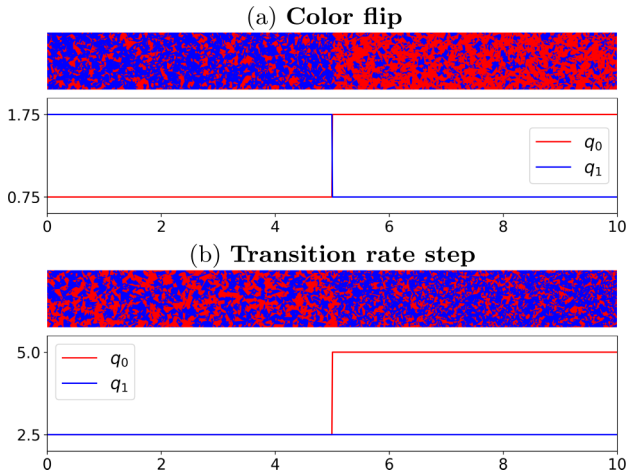 (a) Color flip
1.75
0.75
q0
q1
0 2 4 6 8 10
(b) Transition rate step
5.0
2.5
q0
q1
0 2 4 6 8 10